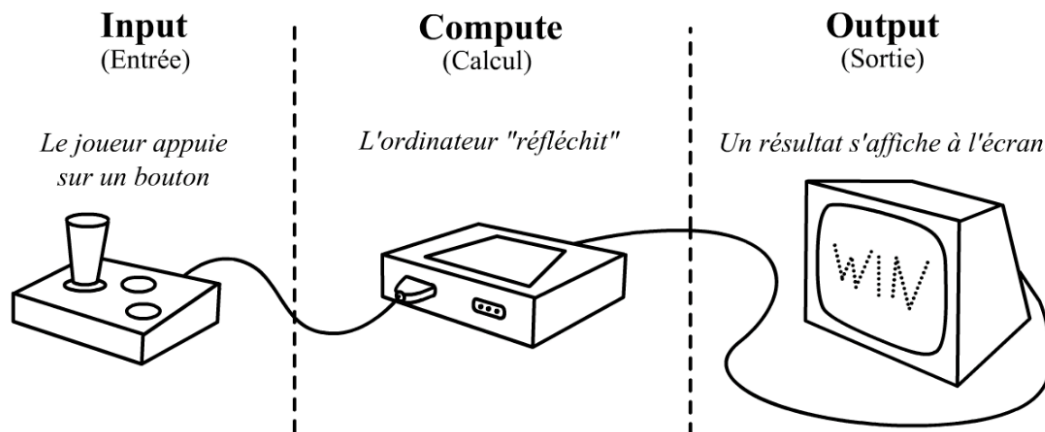 Input
(Entrée)
Le joueur appuie
sur un bouton
Compute
(Calcul)
L'ordinateur "réfléchit"
Output
(Sortie)
Un résultat s'affiche à l'écran
WIN